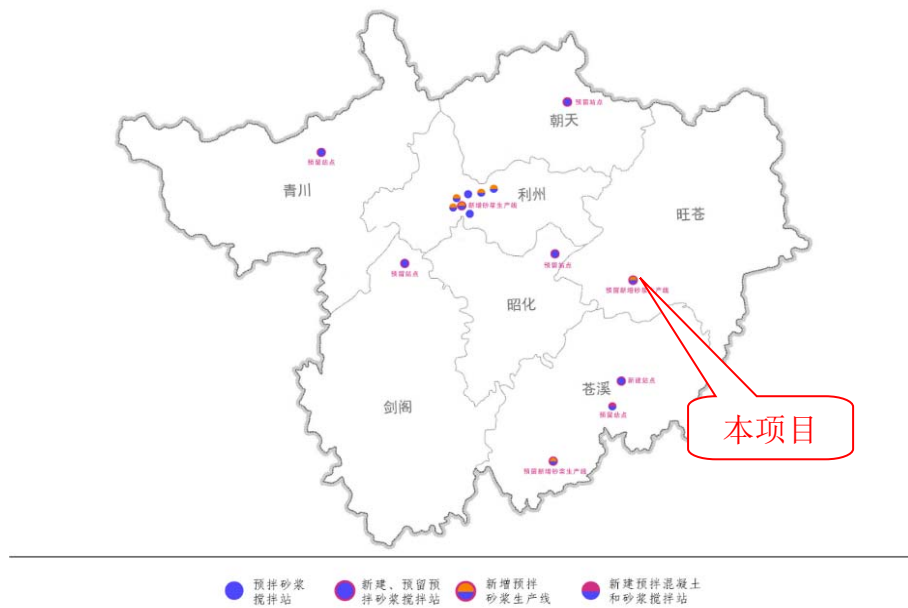 预留站点
朝天
预留站点
青川
利州
新增砂浆生产线
旺苍
预留站点
预留站点
预留新增砂浆生产线
昭化
新建站点
苍溪
预留站点
剑阁
本项目
预留新增砂浆生产线
预拌砂浆
搅拌站
新建、预留预
拌砂浆搅拌站
新增预拌
砂浆生产线
新建预拌混凝土
和砂浆搅拌站